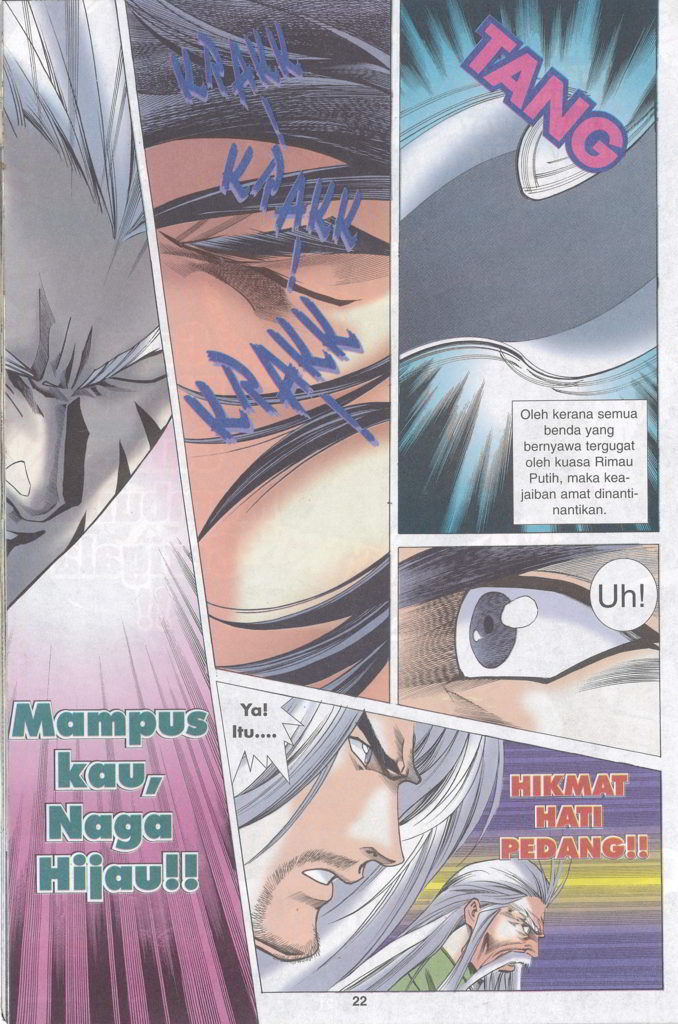 KRAKK
KRAKK
KRAKK
TANG
Oleh kerana semua
benda yang
bernyawa tergugat
oleh kuasa Rimau
Putih, maka kea-
jaiban amat dinanti-
nantikan.
Uh!
Mampus
kau,
Naga
Hijau!!
Ya!
Itu....
HIKMAT
HATI
PEDANG!!
22